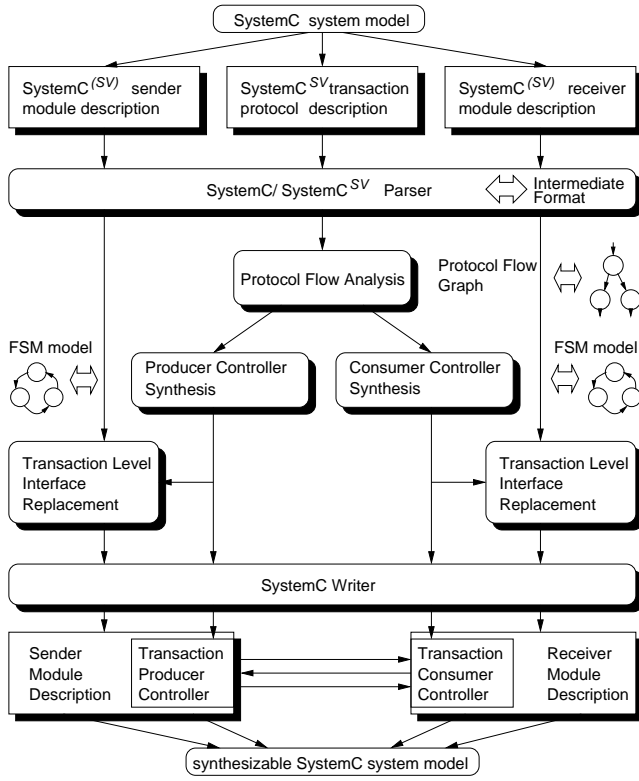 SystemC system model
SystemC(SV) sender
module description
SystemC SV transaction
protocol description
SystemC(SV) receiver
module description
SystemC/ SystemC SV Parser
Intermediate
Format
Protocol Flow Analysis
Protocol Flow
Graph
FSM model
Producer Controller
Synthesis
Consumer Controller
Synthesis
FSM model
Transaction Level
Interface
Replacement
Transaction Level
Interface
Replacement
SystemC Writer
Sender
Module
Description
Transaction
Producer
Controller
Transaction
Consumer
Controller
Receiver
Module
Description
synthesizable SystemC system model